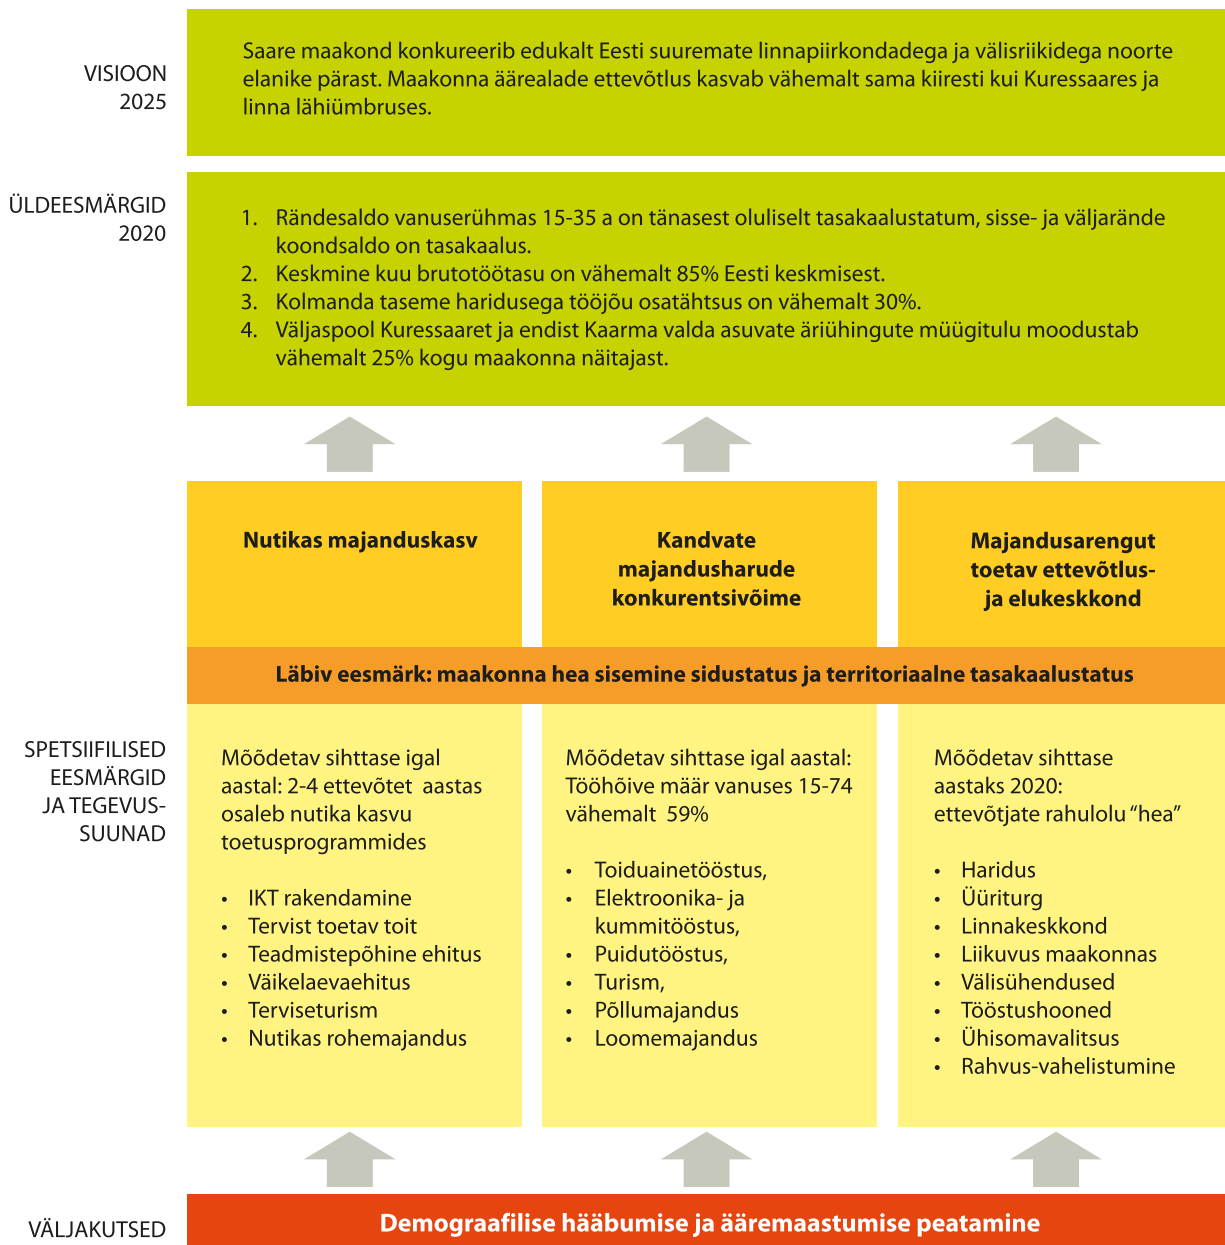 VISIOON
2025
Saare maakond konkureerib edukalt Eesti suuremate linnapiirkondadega ja välisriikidega noorte
elanike pärast. Maakonna äärealade ettevõtlus kasvab vähemalt sama kiiresti kui Kuressaares ja
linna lähiümbruses.
ÜLDEESMÄRGID
2020
1. Rändesaldo vanuserühmas 15-35 a on tänasest oluliselt tasakaalustatum, sisse- ja väljarände
koondsaldo on tasakaalus.
2. Keskmine kuu brutotöötasu on vähemalt 85% Eesti keskmisest.
3. Kolmanda taseme haridusega tööjõu osatähtsus on vähemalt 30%.
4. Väljaspool Kuressaaret ja endist Kaarma valda asuvate äriühingute müügitulu moodustab
vähemalt 25% kogu maakonna näitajast.
Nutikas majanduskasv
Kandvate
majandusharude
konkurentsivõime
Majandusarengut
toetav ettevõtlus-
ja elukeskkond
Läbiv eesmärk: maakonna hea sisemine sidustatus ja territoriaalne tasakaalustatus
SPETSIIFILISED
EESMÄRGID
JA TEGEVUS-
SUUNAD
Mõõdetav sihttase igal
aastal: 2-4 ettevõtet aastas
osaleb nutika kasvu
toetusprogrammides
• IKT rakendamine
• Tervist toetav toit
• Teadmistepõhine ehitus
• Väikelaevaehitus
• Terviseturism
• Nutikas rohemajandus
Mõõdetav sihttase igal aastal:
Tööhõive määr vanuses 15-74
vähemalt 59%
• Toiduainetööstus,
• Elektroonika- ja
kummitööstus,
• Puidutööstus,
• Turism,
• Põllumajandus
• Loomemajandus
Mõõdetav sihttase
aastaks 2020:
ettevõtjate rahulolu “hea”
• Haridus
• Üüriturg
• Linnakeskkond
• Liikuvus maakonnas
• Välisühendused
• Tööstushooned
• Ühisomavalitsus
• Rahvus-vahelistumine
VÄLJAKUTSED
Demograafilise hääbumise ja ääremaastumise peatamine